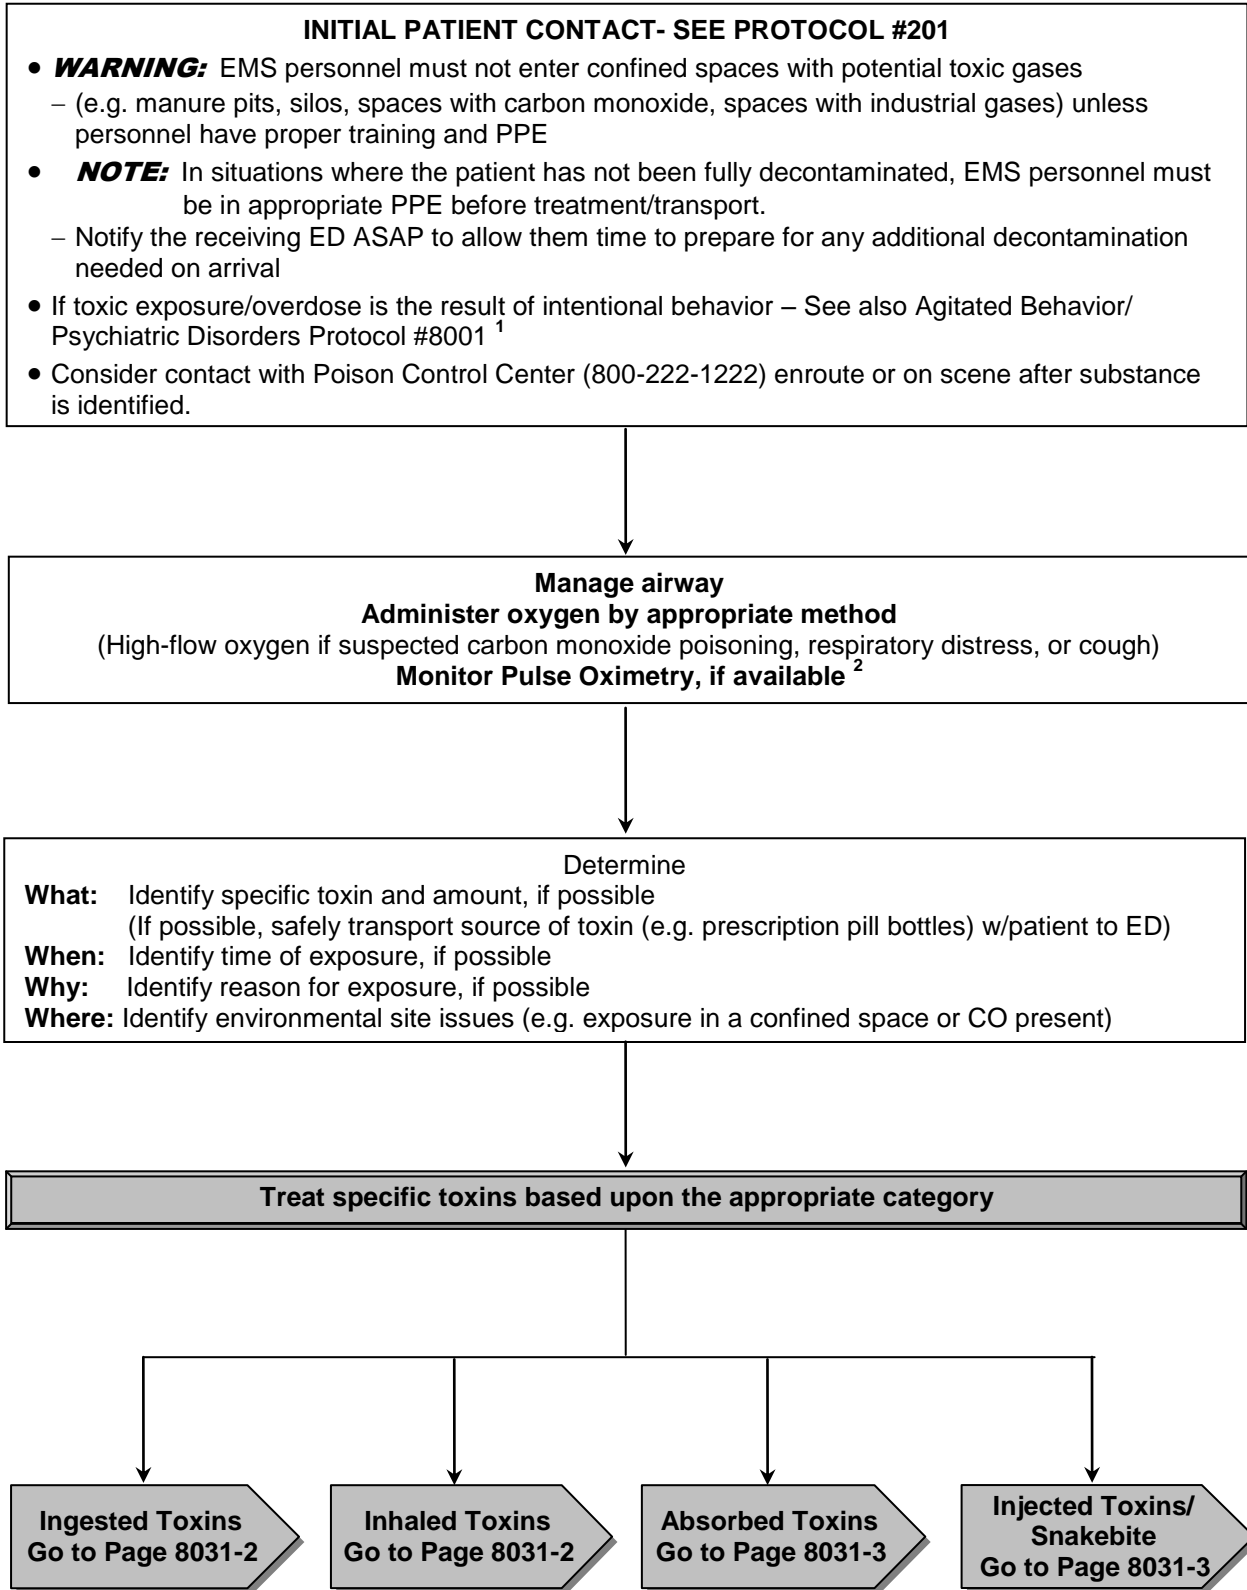 INITIAL PATIENT CONTACT- SEE PROTOCOL #201
• WARNING: EMS personnel must not enter confined spaces with potential toxic gases
– (e.g. manure pits, silos, spaces with carbon monoxide, spaces with industrial gases) unless
personnel have proper training and PPE
• NOTE: In situations where the patient has not been fully decontaminated, EMS personnel must
be in appropriate PPE before treatment/transport.
– Notify the receiving ED ASAP to allow them time to prepare for any additional decontamination
needed on arrival
• If toxic exposure/overdose is the result of intentional behavior – See also Agitated Behavior/
Psychiatric Disorders Protocol #8001 1
• Consider contact with Poison Control Center (800-222-1222) enroute or on scene after substance
is identified.
Manage airway
Administer oxygen by appropriate method
(High-flow oxygen if suspected carbon monoxide poisoning, respiratory distress, or cough)
Monitor Pulse Oximetry, if available 2
Determine
What: Identify specific toxin and amount, if possible
(If possible, safely transport source of toxin (e.g. prescription pill bottles) w/patient to ED)
When: Identify time of exposure, if possible
Why: Identify reason for exposure, if possible
Where: Identify environmental site issues (e.g. exposure in a confined space or CO present)
Treat specific toxins based upon the appropriate category
Ingested Toxins
Go to Page 8031-2
Inhaled Toxins
Go to Page 8031-2
Absorbed Toxins
Go to Page 8031-3
Injected Toxins/
Snakebite
Go to Page 8031-3